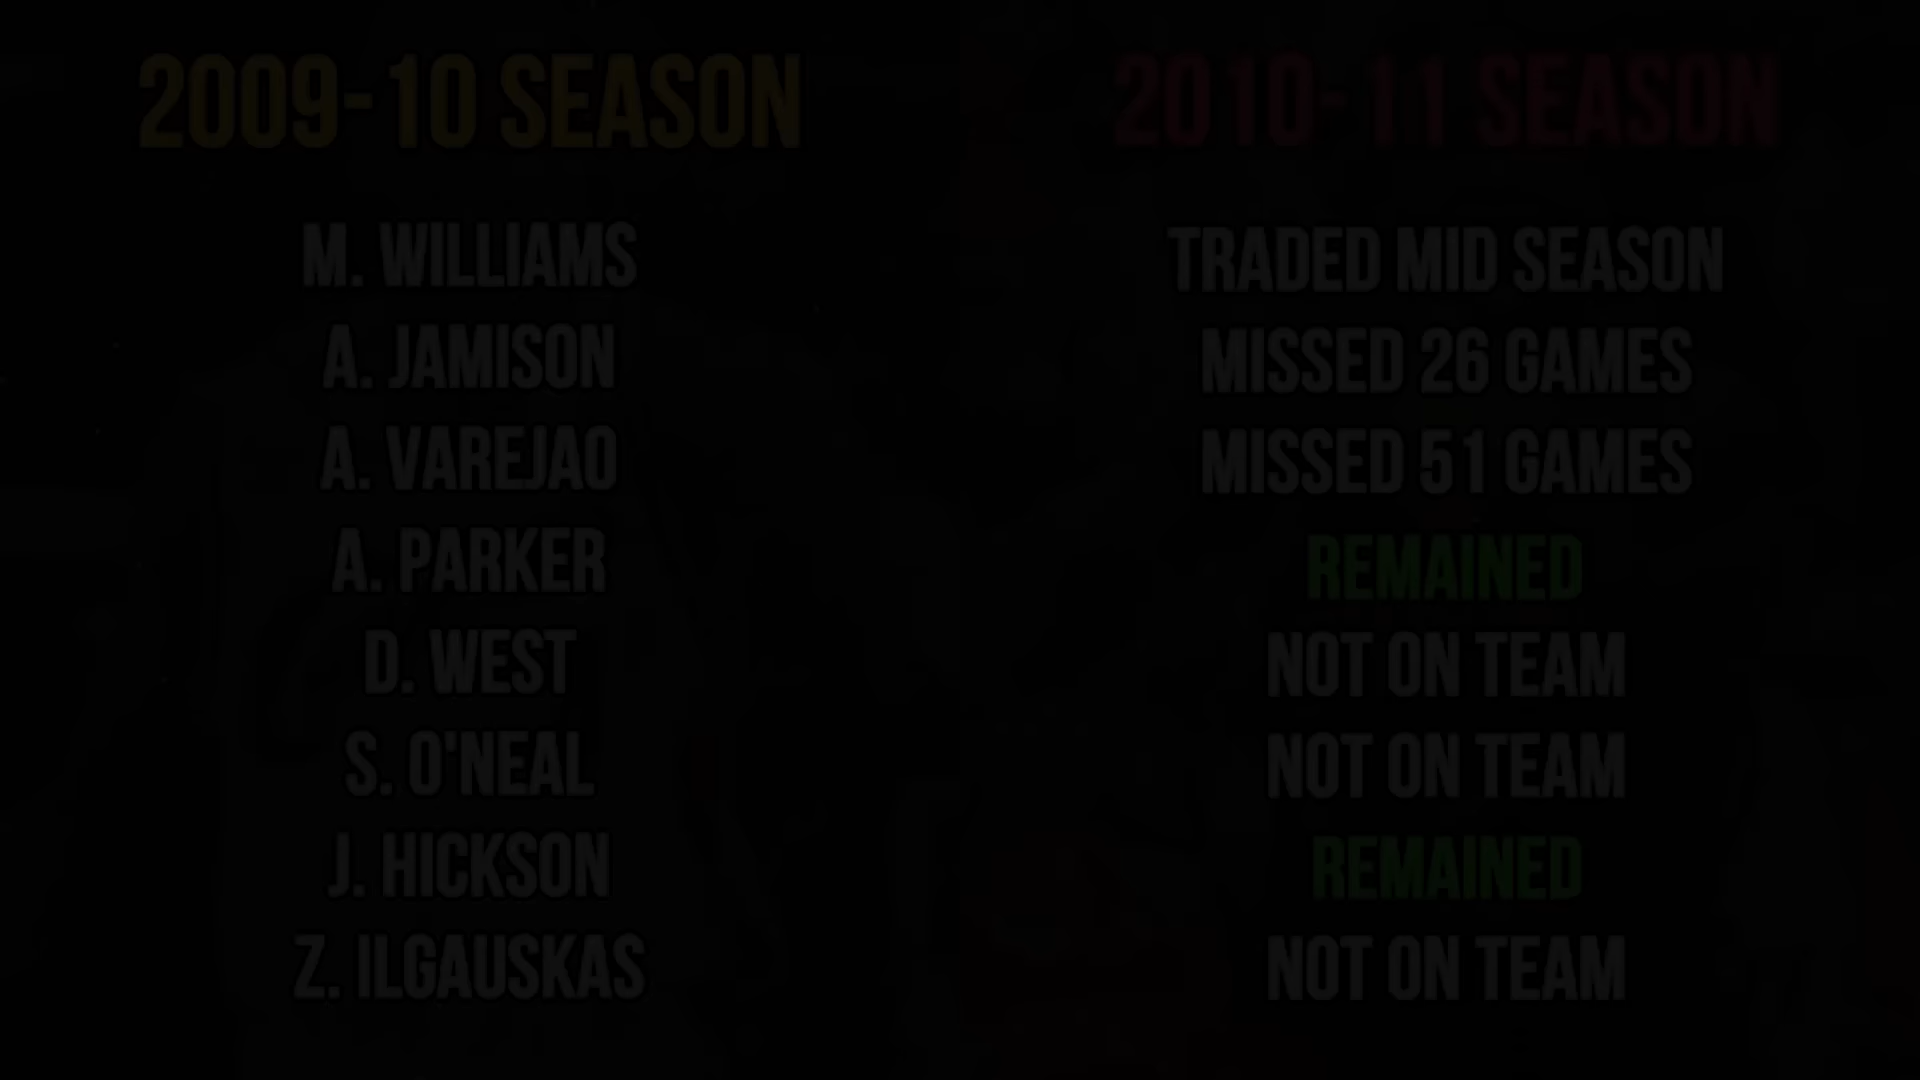 2009-10 SEASON
M. WILLIAMS
A. JAMISON
A. VAREJAO
A. PARKER
D. WEST
S. O'NEAL
J. HICKSON
Z. ILGAUSKAS
2010-11 SEASON
TRADED MID SEASON
MISSED 26 GAMES
MISSED 51 GAMES
REMAINED
NOT ON TEAM
NOT ON TEAM
REMAINED
NOT ON TEAM